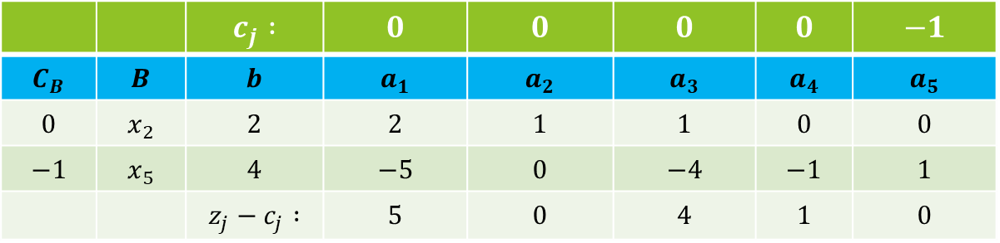 c_j : 0 0 0 0 −1
C_B B b a_1 a_2 a_3 a_4 a_5
0 x_2 2 2 1 1 0 0
−1 x_5 4 −5 0 −4 −1 1
z_j − c_j : 5 0 4 1 0